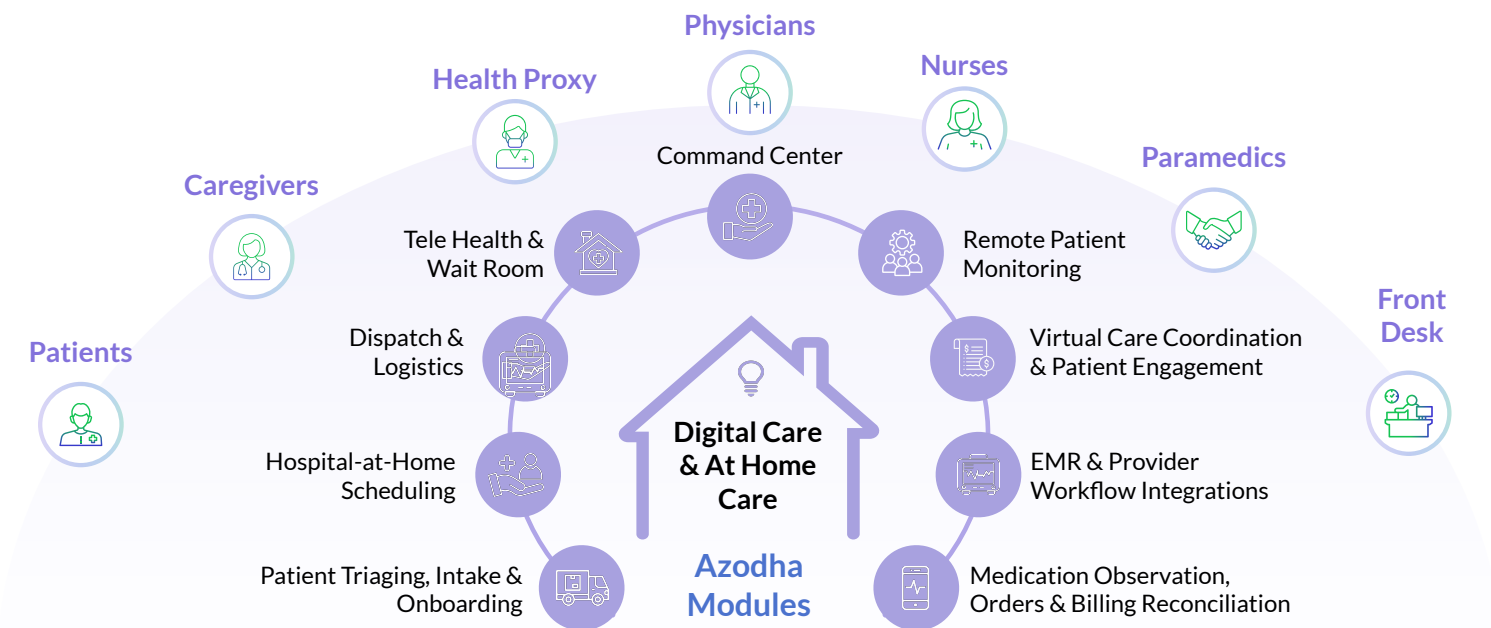 Physicians
Nurses
Health Proxy
Paramedics
Caregivers
Front
Desk
Patients
Command Center
Tele Health &
Wait Room
Remote Patient
Monitoring
Dispatch &
Logistics
Virtual Care Coordination
& Patient Engagement
Hospital-at-Home
Scheduling
EMR & Provider
Workflow Integrations
Patient Triaging, Intake &
Onboarding
Medication Observation,
Orders & Billing Reconciliation
Digital Care
& At Home
Care
Azodha
Modules